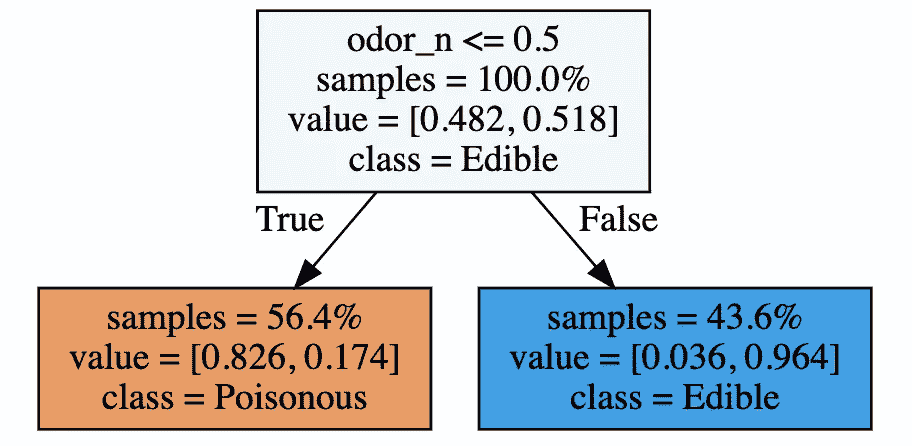 odor_n <= 0.5
samples = 100.0%
value = [0.482, 0.518]
class = Edible
True
False
samples = 56.4%
value = [0.826, 0.174]
class = Poisonous
samples = 43.6%
value = [0.036, 0.964]
class = Edible